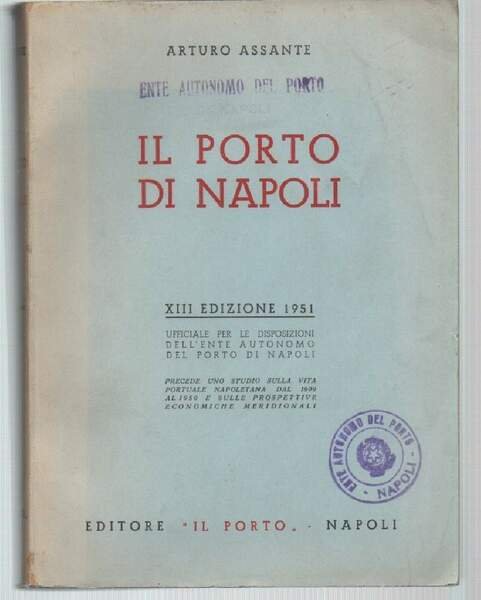 ARTURO ASSANTE
ENTE AUTONOMO DEL PORTO
NAPOLI
IL PORTO
DI NAPOLI
XIII EDIZIONE 1951
UFFICIALE PER LE DISPOSIZIONI
DELL'ENTE AUTONOMO
DEL PORTO DI NAPOLI
PRECEDE UNO STUDIO SULLA VITA
PORTUALE NAPOLETANA DAL
AL 1950 E SULLE PROSPETTIVE
ECONOMICHE MERIDIONALI
ENTE AUTONOMO DEL PORTO
- NAPOLI -
EDITORE "IL PORTO„ - NAPOLI